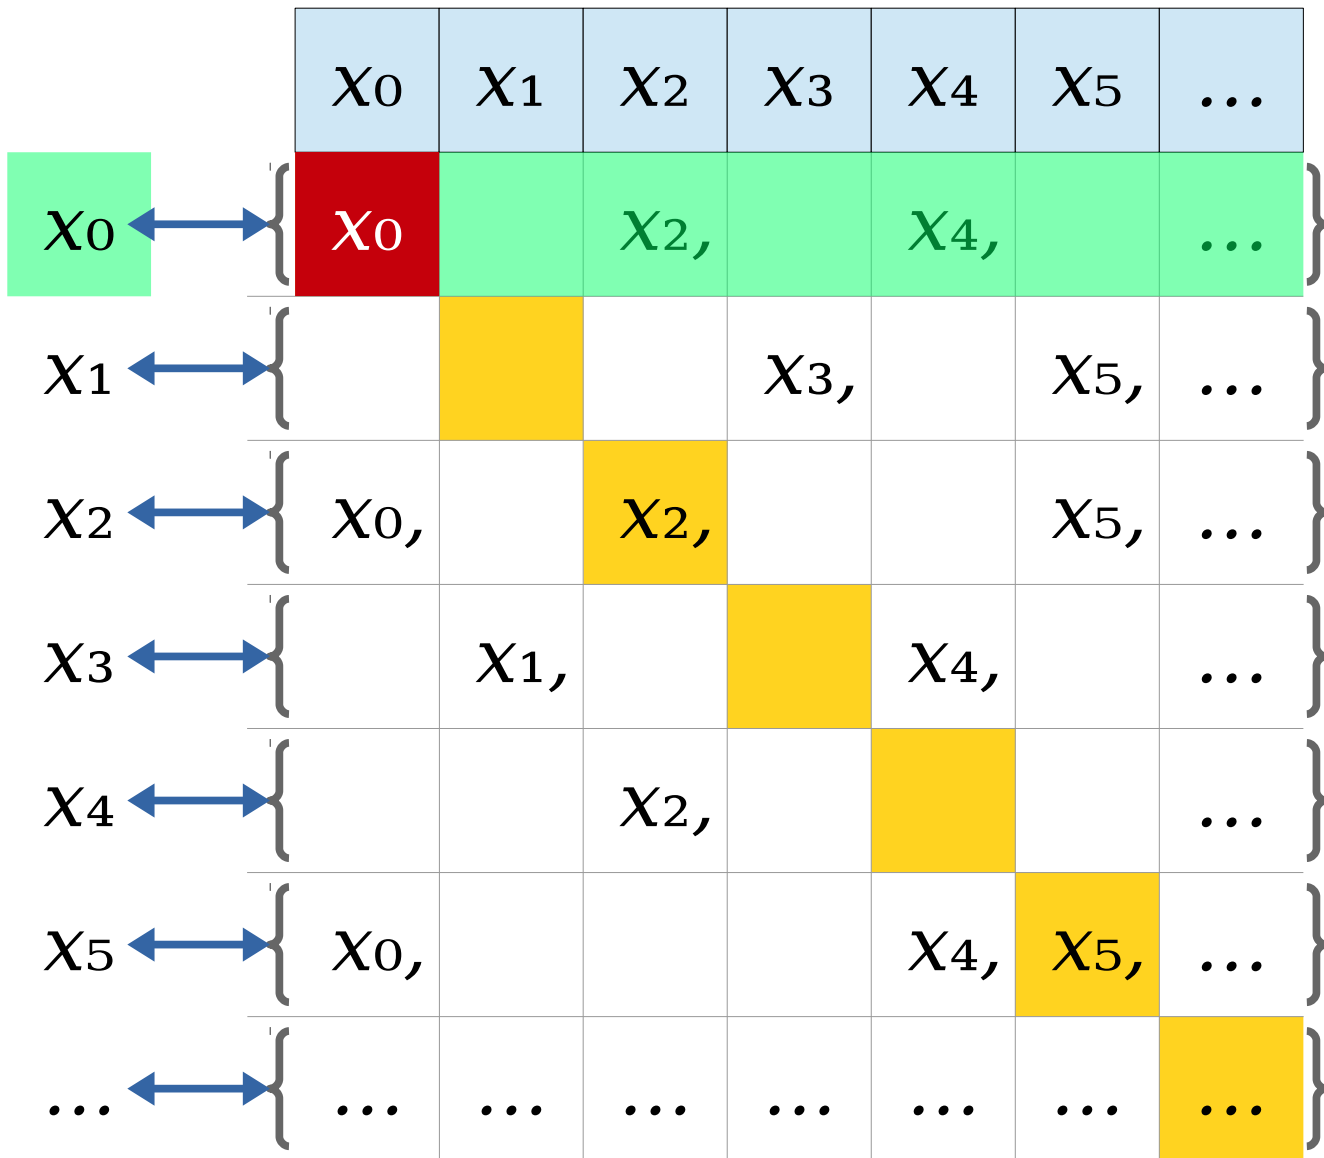 x₀ x₁ x₂ x₃ x₄ x₅ ...
x₀ { x₀ x₂, x₄, ... }
x₁ { x₃, x₅, ... }
x₂ { x₀, x₂, x₅, ... }
x₃ { x₁, x₄, ... }
x₄ { x₂, ... }
x₅ { x₀, x₄, x₅, ... }
... { ... ... ... ... ... ... ... }